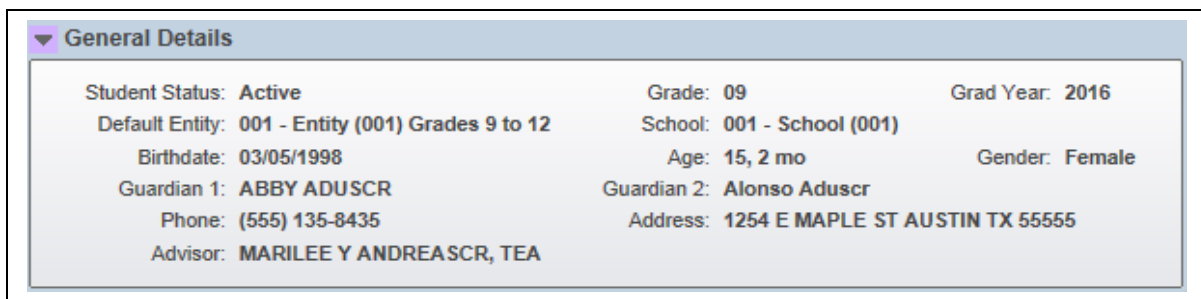 General Details
Student Status: Active Grade: 09 Grad Year: 2016
Default Entity: 001 - Entity (001) Grades 9 to 12 School: 001 - School (001)
Birthdate: 03/05/1998 Age: 15, 2 mo Gender: Female
Guardian 1: ABBY ADUSCR Guardian 2: Alonso Aduscr
Phone: (555) 135-8435 Address: 1254 E MAPLE ST AUSTIN TX 55555
Advisor: MARILEE Y ANDREASCR, TEA